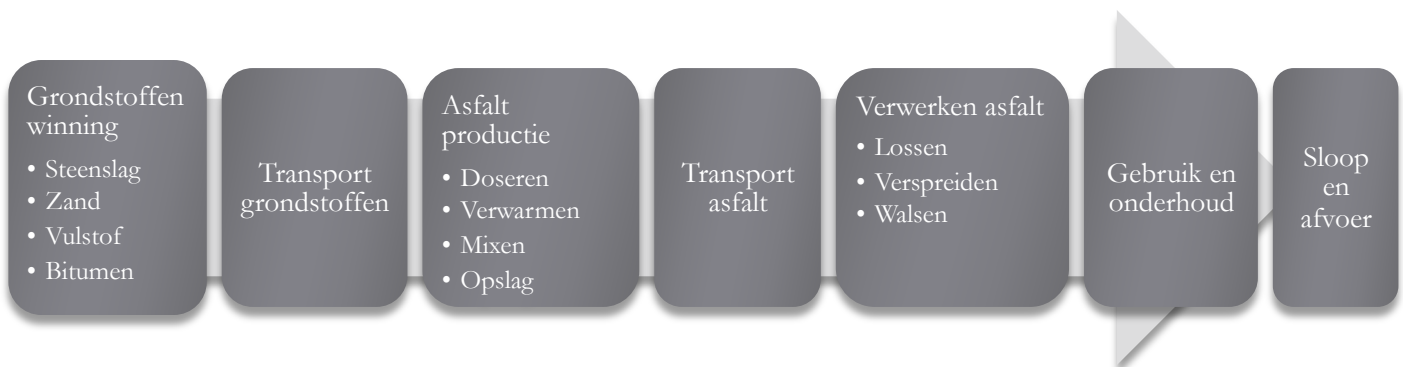 Grondstoffen
winning
• Steenslag
• Zand
• Vulstof
• Bitumen
Transport
grondstoffen
Asfalt
productie
• Doseren
• Verwarmen
• Mixen
• Opslag
Transport
asfalt
Verwerken asfalt
• Lossen
• Verspreiden
• Walsen
Gebruik en
onderhoud
Sloop
en
afvoer